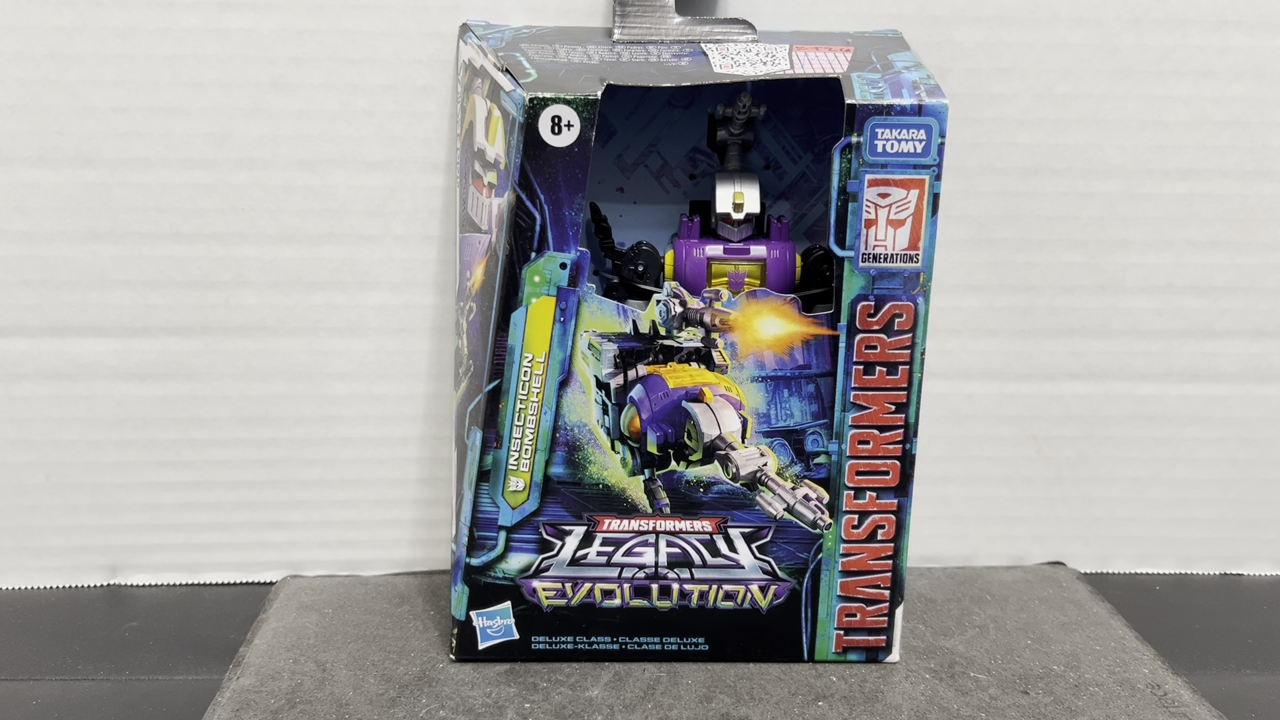 8+
TAKARA
TOMY
GENERATIONS
TRANSFORMERS
INSECTICON
BOMBSHELL
TRANSFORMERS
LEGACY
EVOLUTION
Hasbro
DELUXE CLASS • CLASSE DELUXE
DELUXE-KLASSE • CLASE DE LUJO